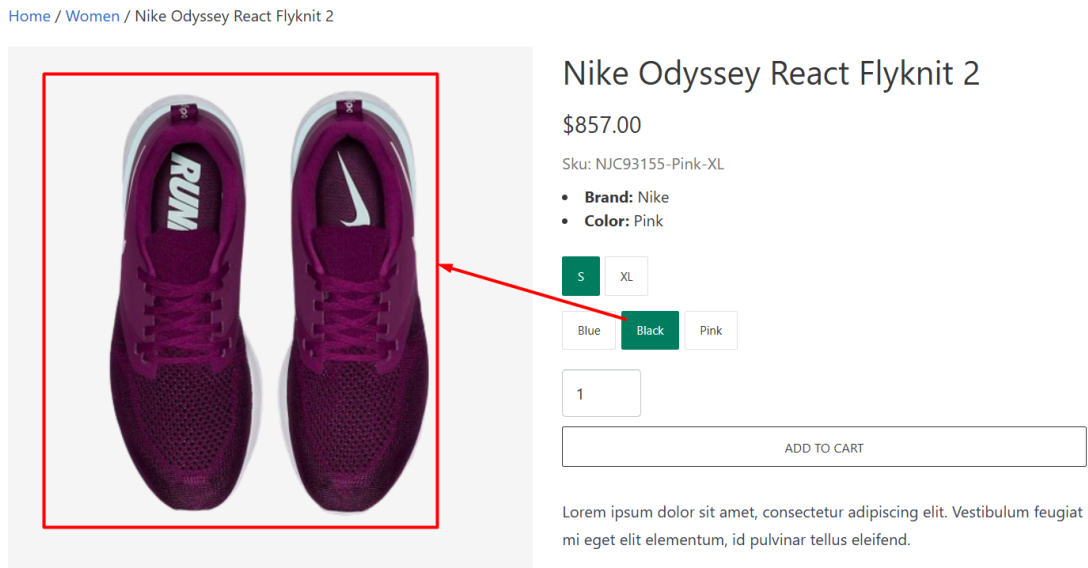 Home / Women / Nike Odyssey React Flyknit 2
Nike Odyssey React Flyknit 2
$857.00
Sku: NJC93155-Pink-XL
Brand: Nike
Color: Pink
S XL
Blue Black Pink
1
ADD TO CART
Lorem ipsum dolor sit amet, consectetur adipiscing elit. Vestibulum feugiat
mi eget elit elementum, id pulvinar tellus eleifend.
RUN